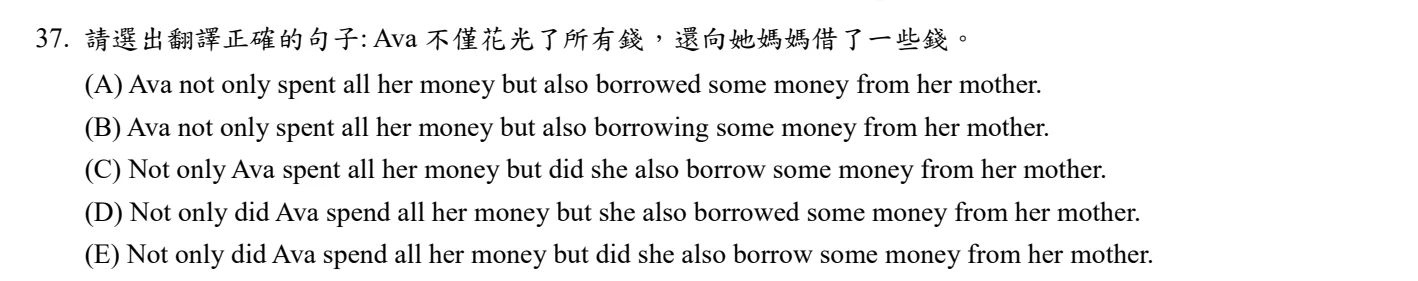 37. 請選出翻譯正確的句子: Ava 不僅花光了所有錢，還向她媽媽借了一些錢。
(A) Ava not only spent all her money but also borrowed some money from her mother.
(B) Ava not only spent all her money but also borrowing some money from her mother.
(C) Not only Ava spent all her money but did she also borrow some money from her mother.
(D) Not only did Ava spend all her money but she also borrowed some money from her mother.
(E) Not only did Ava spend all her money but did she also borrow some money from her mother.